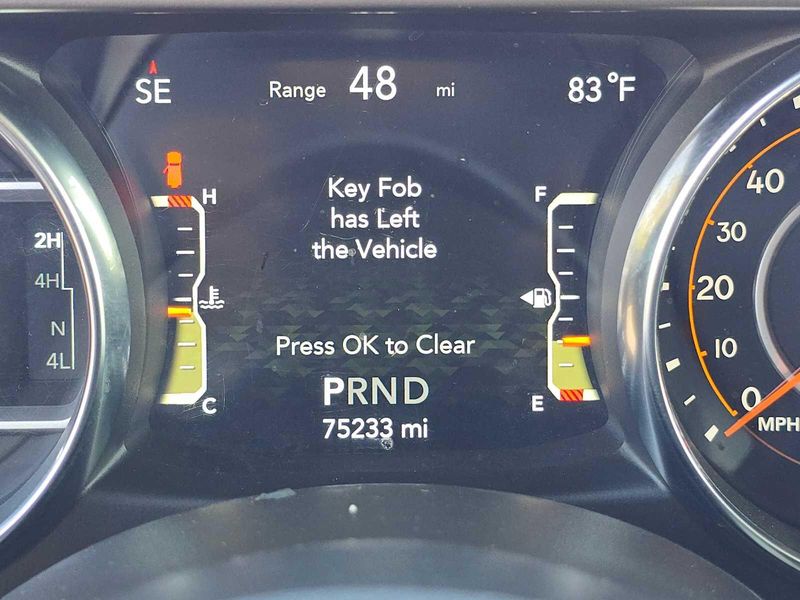 SE
Range 48 mi
83°F
Key Fob
has Left
the Vehicle
H
F
2H
4H
N
4L
C
E
Press OK to Clear
PRND
75233 mi
40
30
20
10
0
MPH